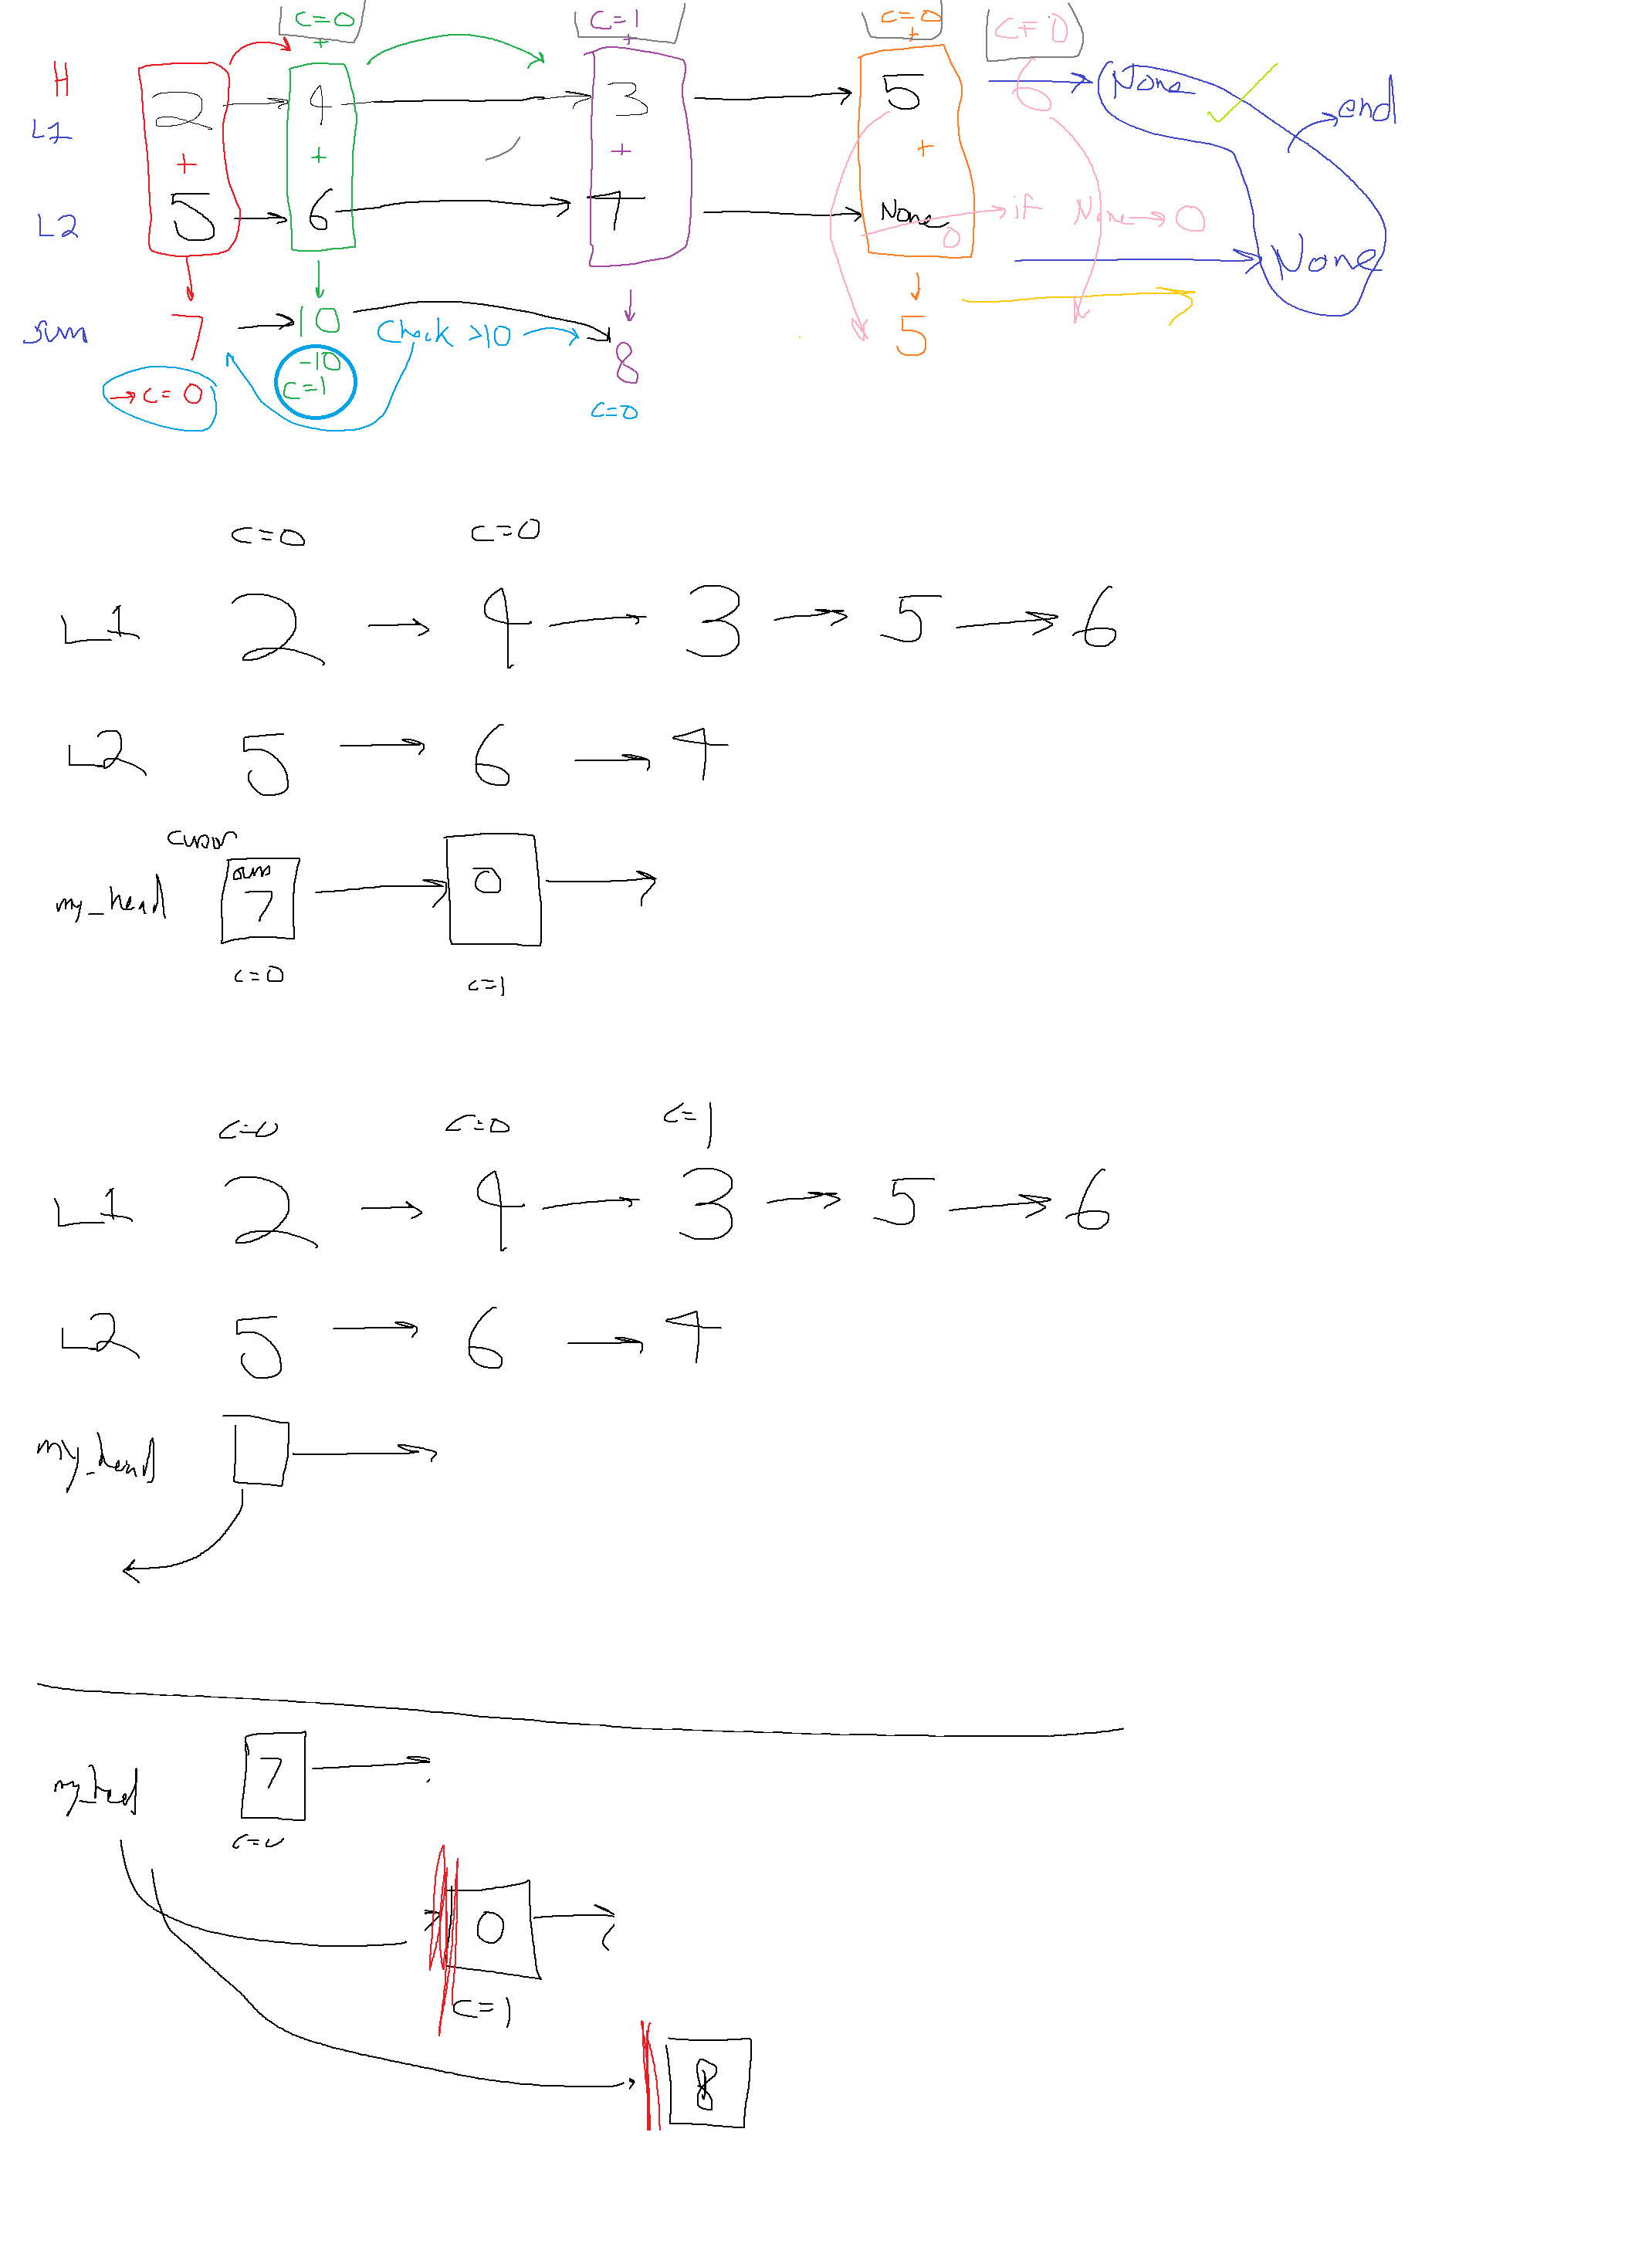 c=0 c=1 c=0 c=0
+ + +
H 2 → 4 → 3 → 5 6 → None ✓
L1 → end
+ + + +
L2 5 → 6 → 7 → None 0 → if None → 0 → None
sum 7 → 10 Check >10 → 8 5
→ c=0 -10
c=1 c=0
c=0 c=0
L1 2 → 4 → 3 → 5 → 6
L2 5 → 6 → 4
cursor
sum
my_head 7 → 0 →
c=0 c=1
c=0 c=0 c=1
L1 2 → 4 → 3 → 5 → 6
L2 5 → 6 → 4
my_head →
my_head 7 →
c=0
0 →
c=1
8